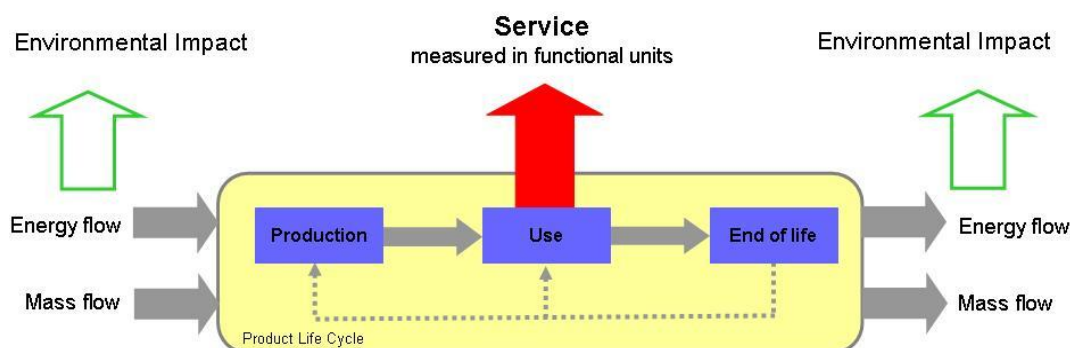 Environmental Impact
Service
measured in functional units
Environmental Impact
Energy flow
Production
Use
End of life
Energy flow
Mass flow
Mass flow
Product Life Cycle